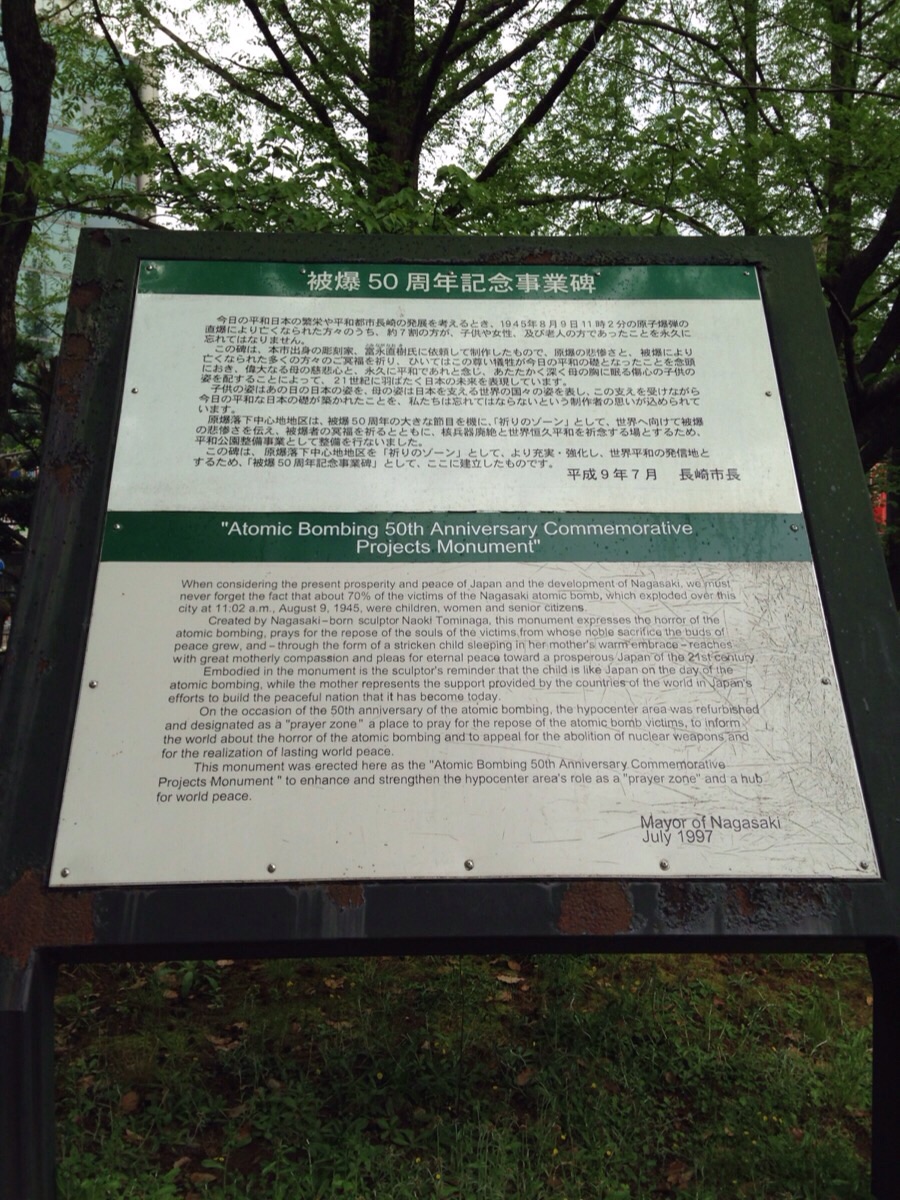 被爆50周年記念事業碑
今日の平和日本の繁栄や平和都市長崎の発展を考えるとき、1945年8月9日11時2分の原子爆弾の
直爆により亡くなられた方々のうち、約7割の方が、子供や女性、及び老人の方であったことを永久に
忘れてはなりません。
この碑は、本市出身の彫刻家、富永直樹氏に依頼して制作したもので、原爆の悲惨さと、被爆により
亡くなられた多くの方々のご冥福を祈り、ひいてはこの尊い犠牲が今日の平和の礎となったことを念頭
におき、偉大なる母の慈悲心と、永久に平和であれと念じ、あたたかく深く母の胸に眠る傷心の子供の
姿を配することによって、21世紀に羽ばたく日本の未来を表現しています。
子供の姿はあの日の日本の姿を、母の姿は日本を支える世界の国々の姿を表し、この支えを受けながら
今日の平和な日本の礎が築かれたことを、私たちは忘れてはならないという制作者の思いが込められて
います。
原爆落下中心地地区は、被爆50周年の大きな節目を機に、「祈りのゾーン」として、世界へ向けて被爆
の悲惨さを伝え、被爆者の冥福を祈るとともに、核兵器廃絶と世界恒久平和を祈念する場とするため、
平和公園整備事業として整備を行ないました。
この碑は、原爆落下中心地地区を「祈りのゾーン」として、より充実・強化し、世界平和の発信地と
するため、「被爆50周年記念事業碑」として、ここに建立したものです。
平成9年7月 長崎市長
"Atomic Bombing 50th Anniversary Commemorative
Projects Monument"
When considering the present prosperity and peace of Japan and the development of Nagasaki, we must
never forget the fact that about 70% of the victims of the Nagasaki atomic bomb, which exploded over this
city at 11:02 a.m., August 9, 1945, were children, women and senior citizens.
Created by Nagasaki-born sculptor Naoki Tominaga, this monument expresses the horror of the
atomic bombing, prays for the repose of the souls of the victims from whose noble sacrifice the buds of
peace grew, and-through the form of a stricken child sleeping in her mother's warm embrace-reaches
with great motherly compassion and pleas for eternal peace toward a prosperous Japan of the 21st century.
Embodied in the monument is the sculptor's reminder that the child is like Japan on the day of the
atomic bombing, while the mother represents the support provided by the countries of the world in Japan's
efforts to build the peaceful nation that it has become today.
On the occasion of the 50th anniversary of the atomic bombing, the hypocenter area was refurbished
and designated as a "prayer zone" a place to pray for the repose of the atomic bomb victims, to inform
the world about the horror of the atomic bombing and to appeal for the abolition of nuclear weapons and
for the realization of lasting world peace.
This monument was erected here as the "Atomic Bombing 50th Anniversary Commemorative
Projects Monument " to enhance and strengthen the hypocenter area's role as a "prayer zone" and a hub
for world peace.
Mayor of Nagasaki
July 1997